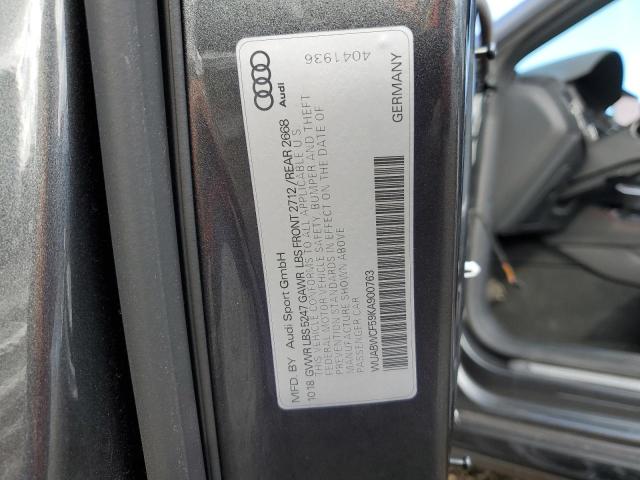 MFD. BY Audi Sport GmbH
10 18 GVWR LBS 5247 GAWR LBS FRONT 2712/REAR 2668
THIS VEHICLE CONFORMS TO ALL APPLICABLE U.S.
FEDERAL MOTOR VEHICLE SAFETY, BUMPER AND THEFT
PREVENTION STANDARDS IN EFFECT ON THE DATE OF
MANUFACTURE SHOWN ABOVE
PASSENGER CAR
WUABWCF59KA900763
GERMANY
Audi
4041936